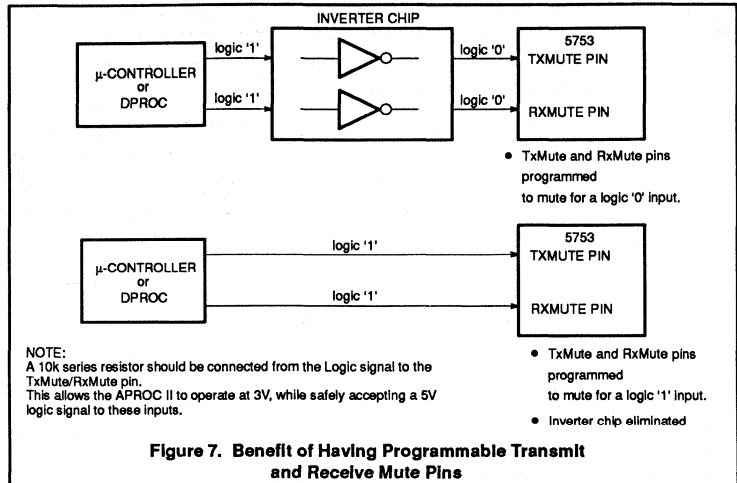 INVERTER CHIP
μ-CONTROLLER
or
DPROC
logic '1'
logic '1'
logic '0'
logic '0'
5753
TXMUTE PIN
RXMUTE PIN
● TxMute and RxMute pins
programmed
to mute for a logic '0' input.
μ-CONTROLLER
or
DPROC
logic '1'
logic '1'
5753
TXMUTE PIN
RXMUTE PIN
● TxMute and RxMute pins
programmed
to mute for a logic '1' input.
● Inverter chip eliminated
NOTE:
A 10k series resistor should be connected from the Logic signal to the
TxMute/RxMute pin.
This allows the APROC II to operate at 3V, while safely accepting a 5V
logic signal to these inputs.
Figure 7. Benefit of Having Programmable Transmit
and Receive Mute Pins